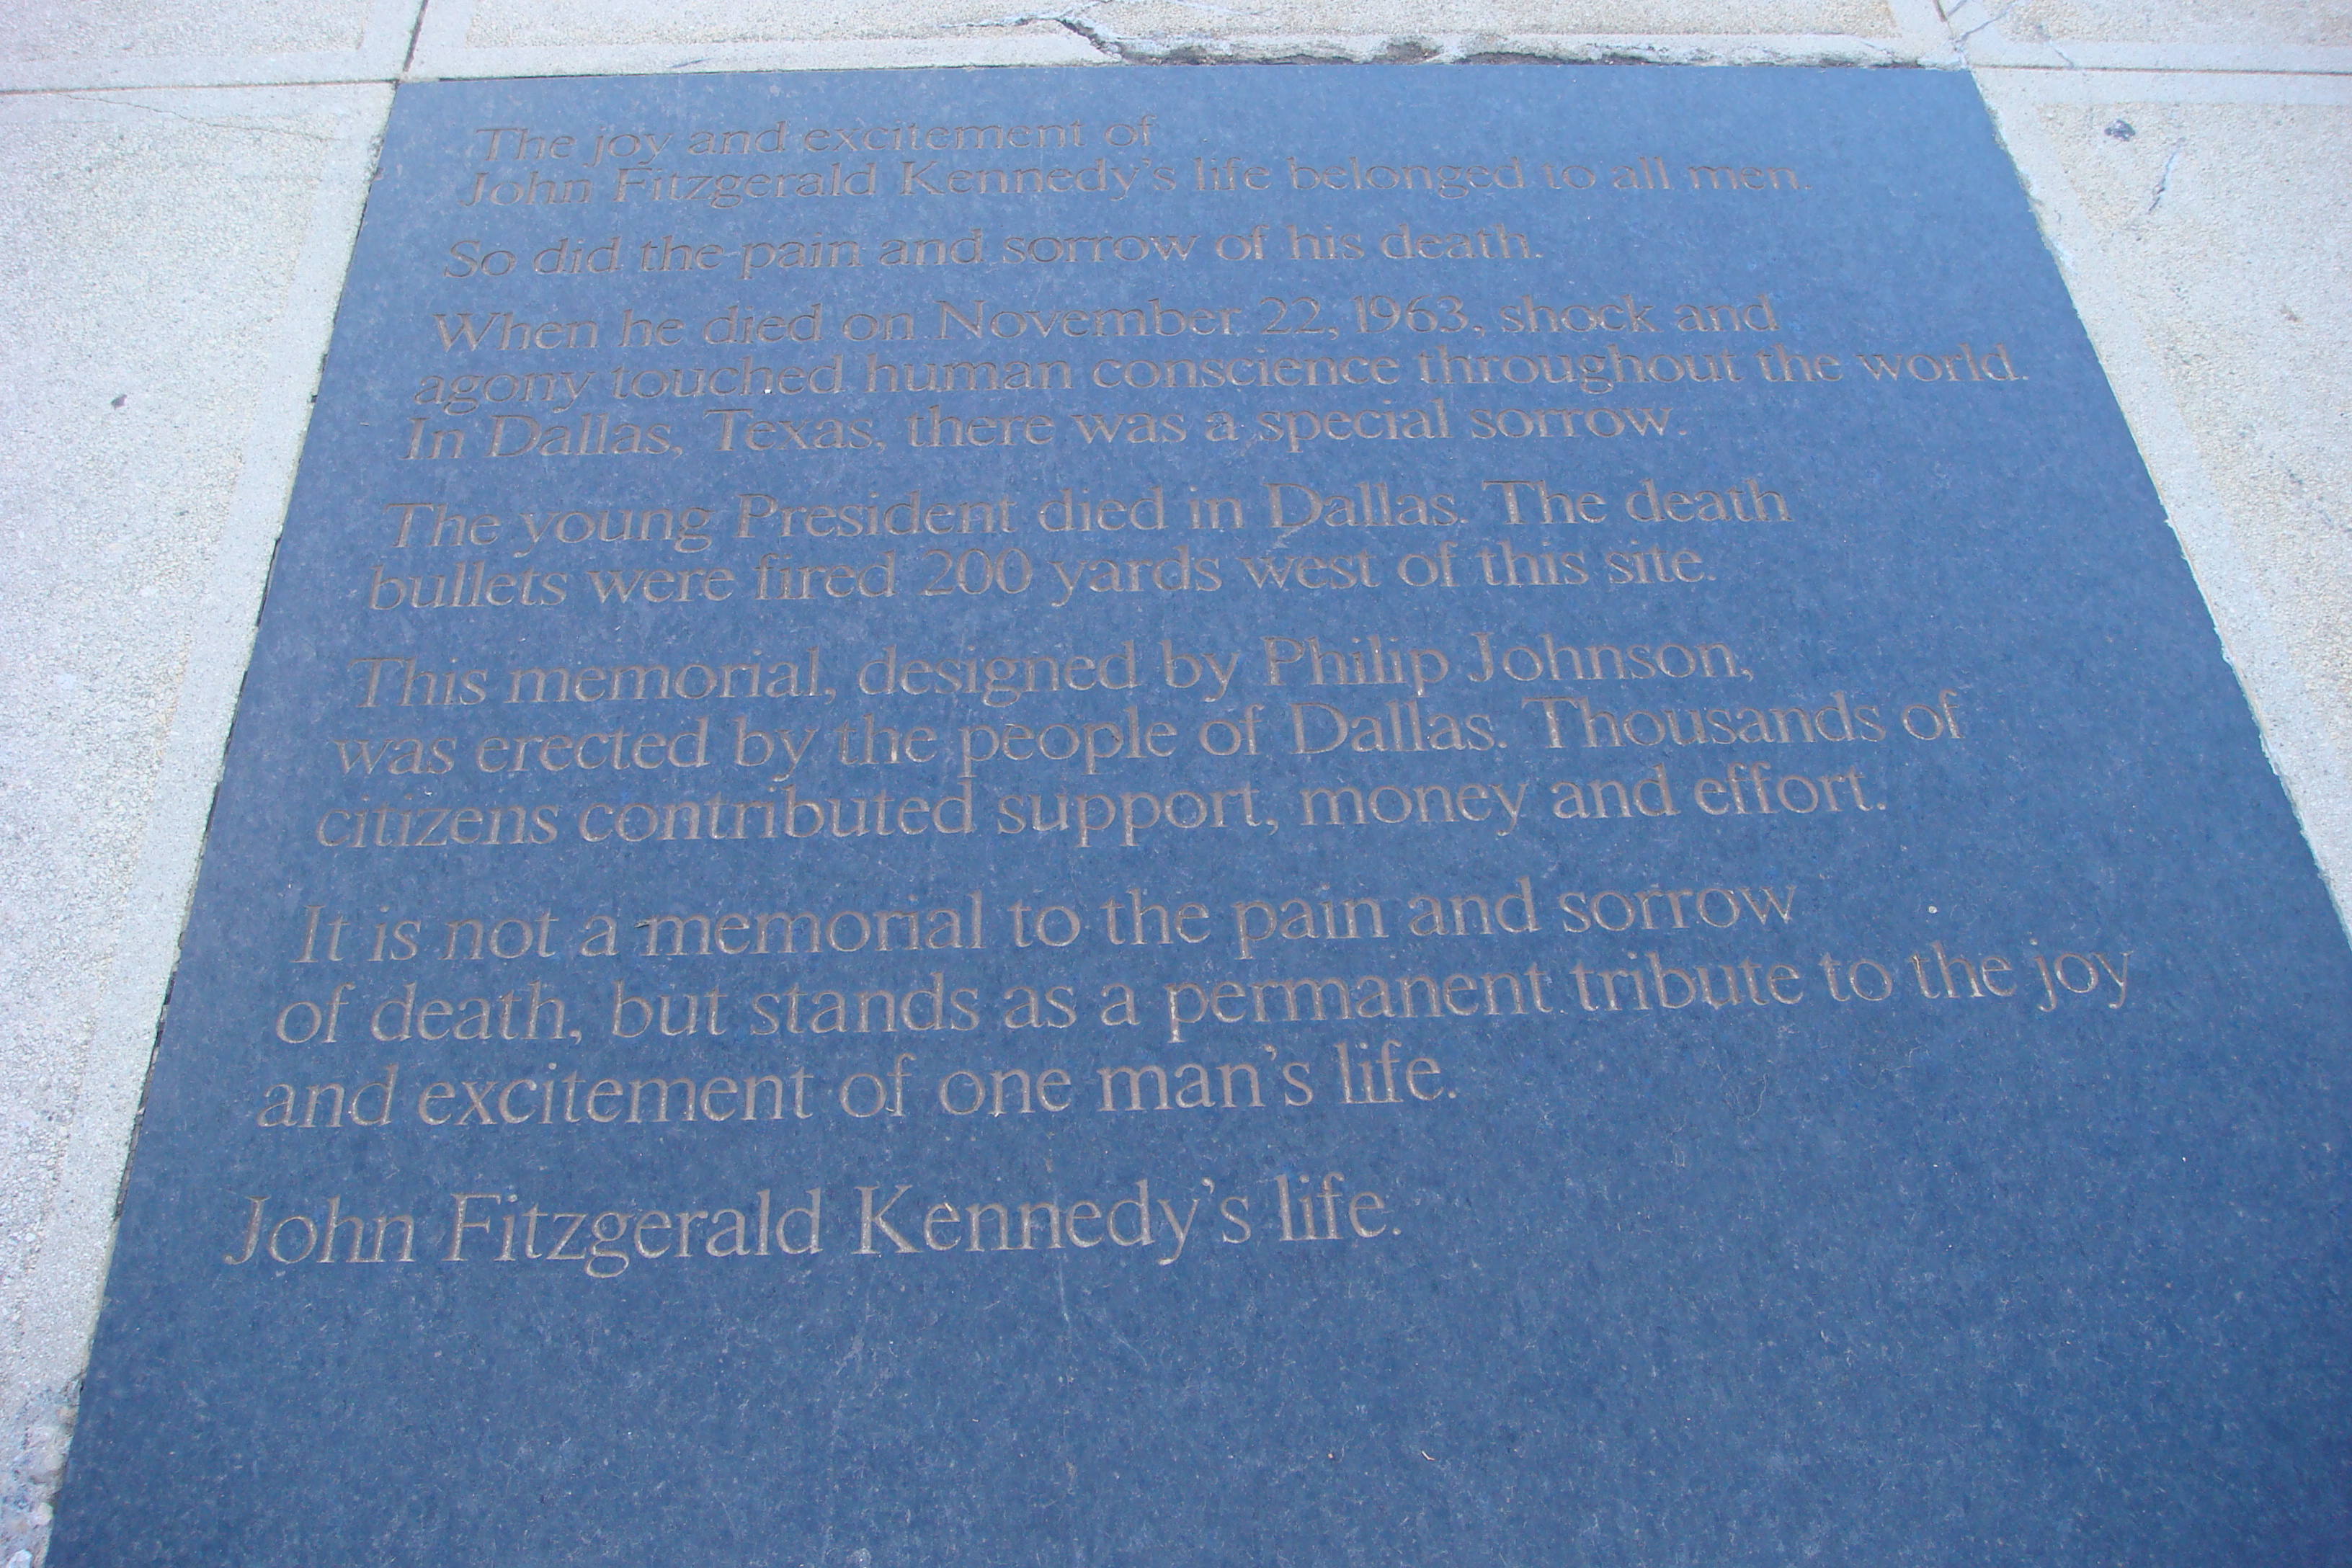 The joy and excitement of
John Fitzgerald Kennedy's life belonged to all men.
So did the pain and sorrow of his death.
When he died on November 22, 1963, shock and
agony touched human conscience throughout the world.
In Dallas, Texas, there was a special sorrow.
The young President died in Dallas. The death
bullets were fired 200 yards west of this site.
This memorial, designed by Philip Johnson,
was erected by the people of Dallas. Thousands of
citizens contributed support, money and effort.
It is not a memorial to the pain and sorrow
of death, but stands as a permanent tribute to the joy
and excitement of one man's life.
John Fitzgerald Kennedy's life.